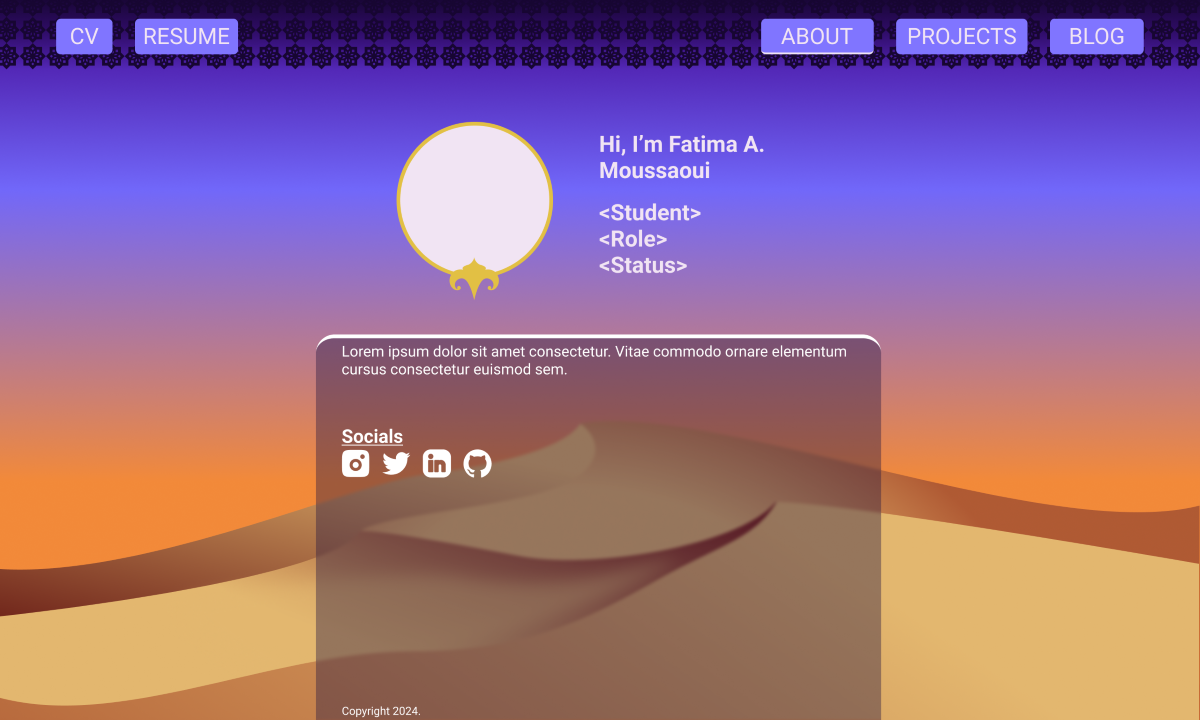 CV
RESUME
ABOUT
PROJECTS
BLOG
Hi, I’m Fatima A.
Moussaoui
<Student>
<Role>
<Status>
Lorem ipsum dolor sit amet consectetur. Vitae commodo ornare elementum
cursus consectetur euismod sem.
Socials
in
Copyright 2024.